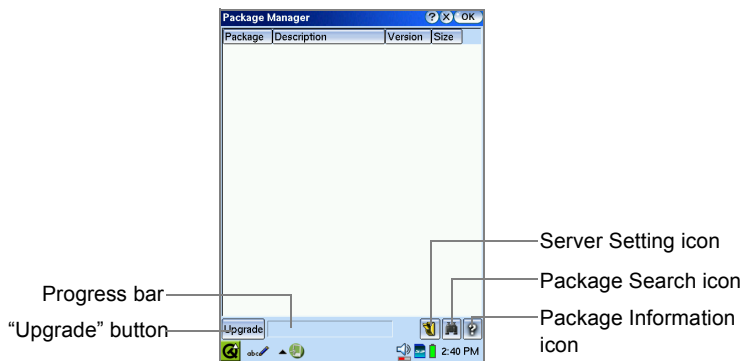 Package Manager ? X OK
Package Description Version Size
Server Setting icon
Package Search icon
Progress bar
Package Information
icon
“Upgrade” button
Upgrade ?
abc 2:40 PM